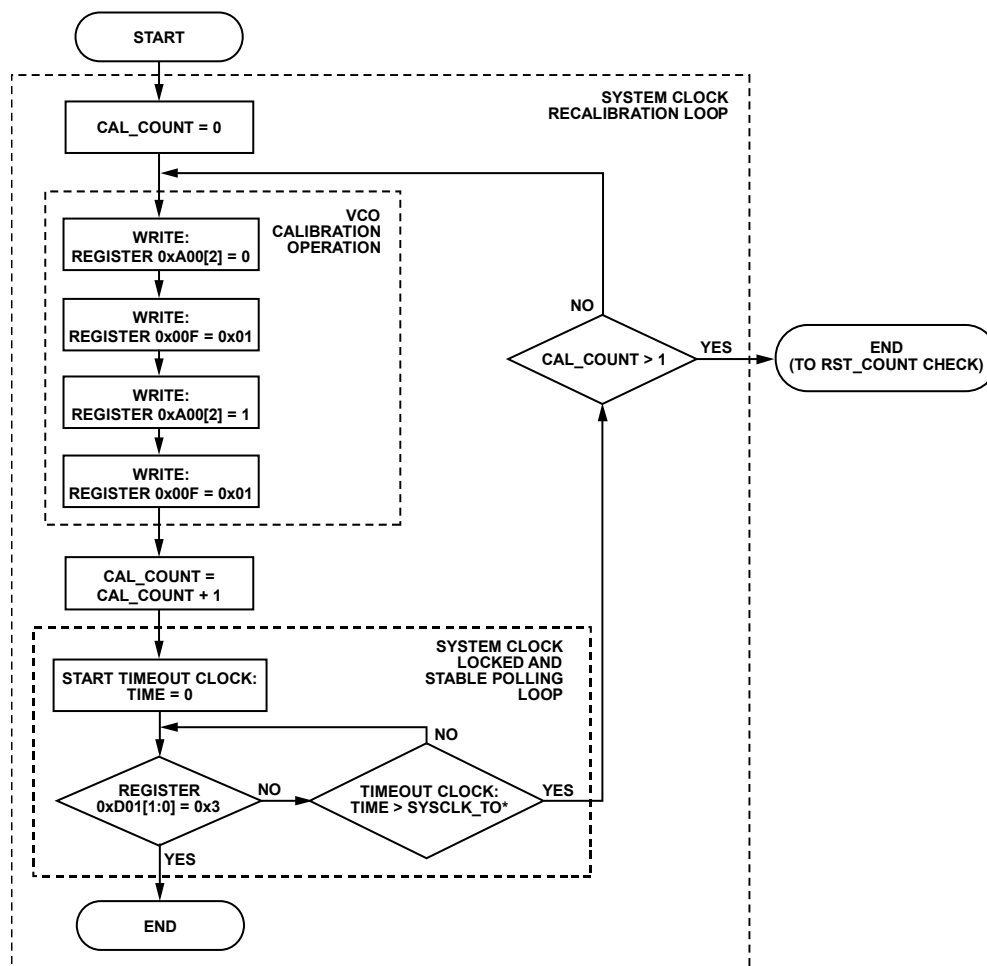 START
SYSTEM CLOCK
RECALIBRATION LOOP
CAL_COUNT = 0
VCO
CALIBRATION
OPERATION
WRITE:
REGISTER 0xA00[2] = 0
WRITE:
REGISTER 0x00F = 0x01
WRITE:
REGISTER 0xA00[2] = 1
WRITE:
REGISTER 0x00F = 0x01
NO
CAL_COUNT > 1
YES
END
(TO RST_COUNT CHECK)
CAL_COUNT =
CAL_COUNT + 1
SYSTEM CLOCK
LOCKED AND
STABLE POLLING
LOOP
START TIMEOUT CLOCK:
TIME = 0
NO
REGISTER
0xD01[1:0] = 0x3
NO
TIMEOUT CLOCK:
TIME > SYSCLK_TO*
YES
YES
END